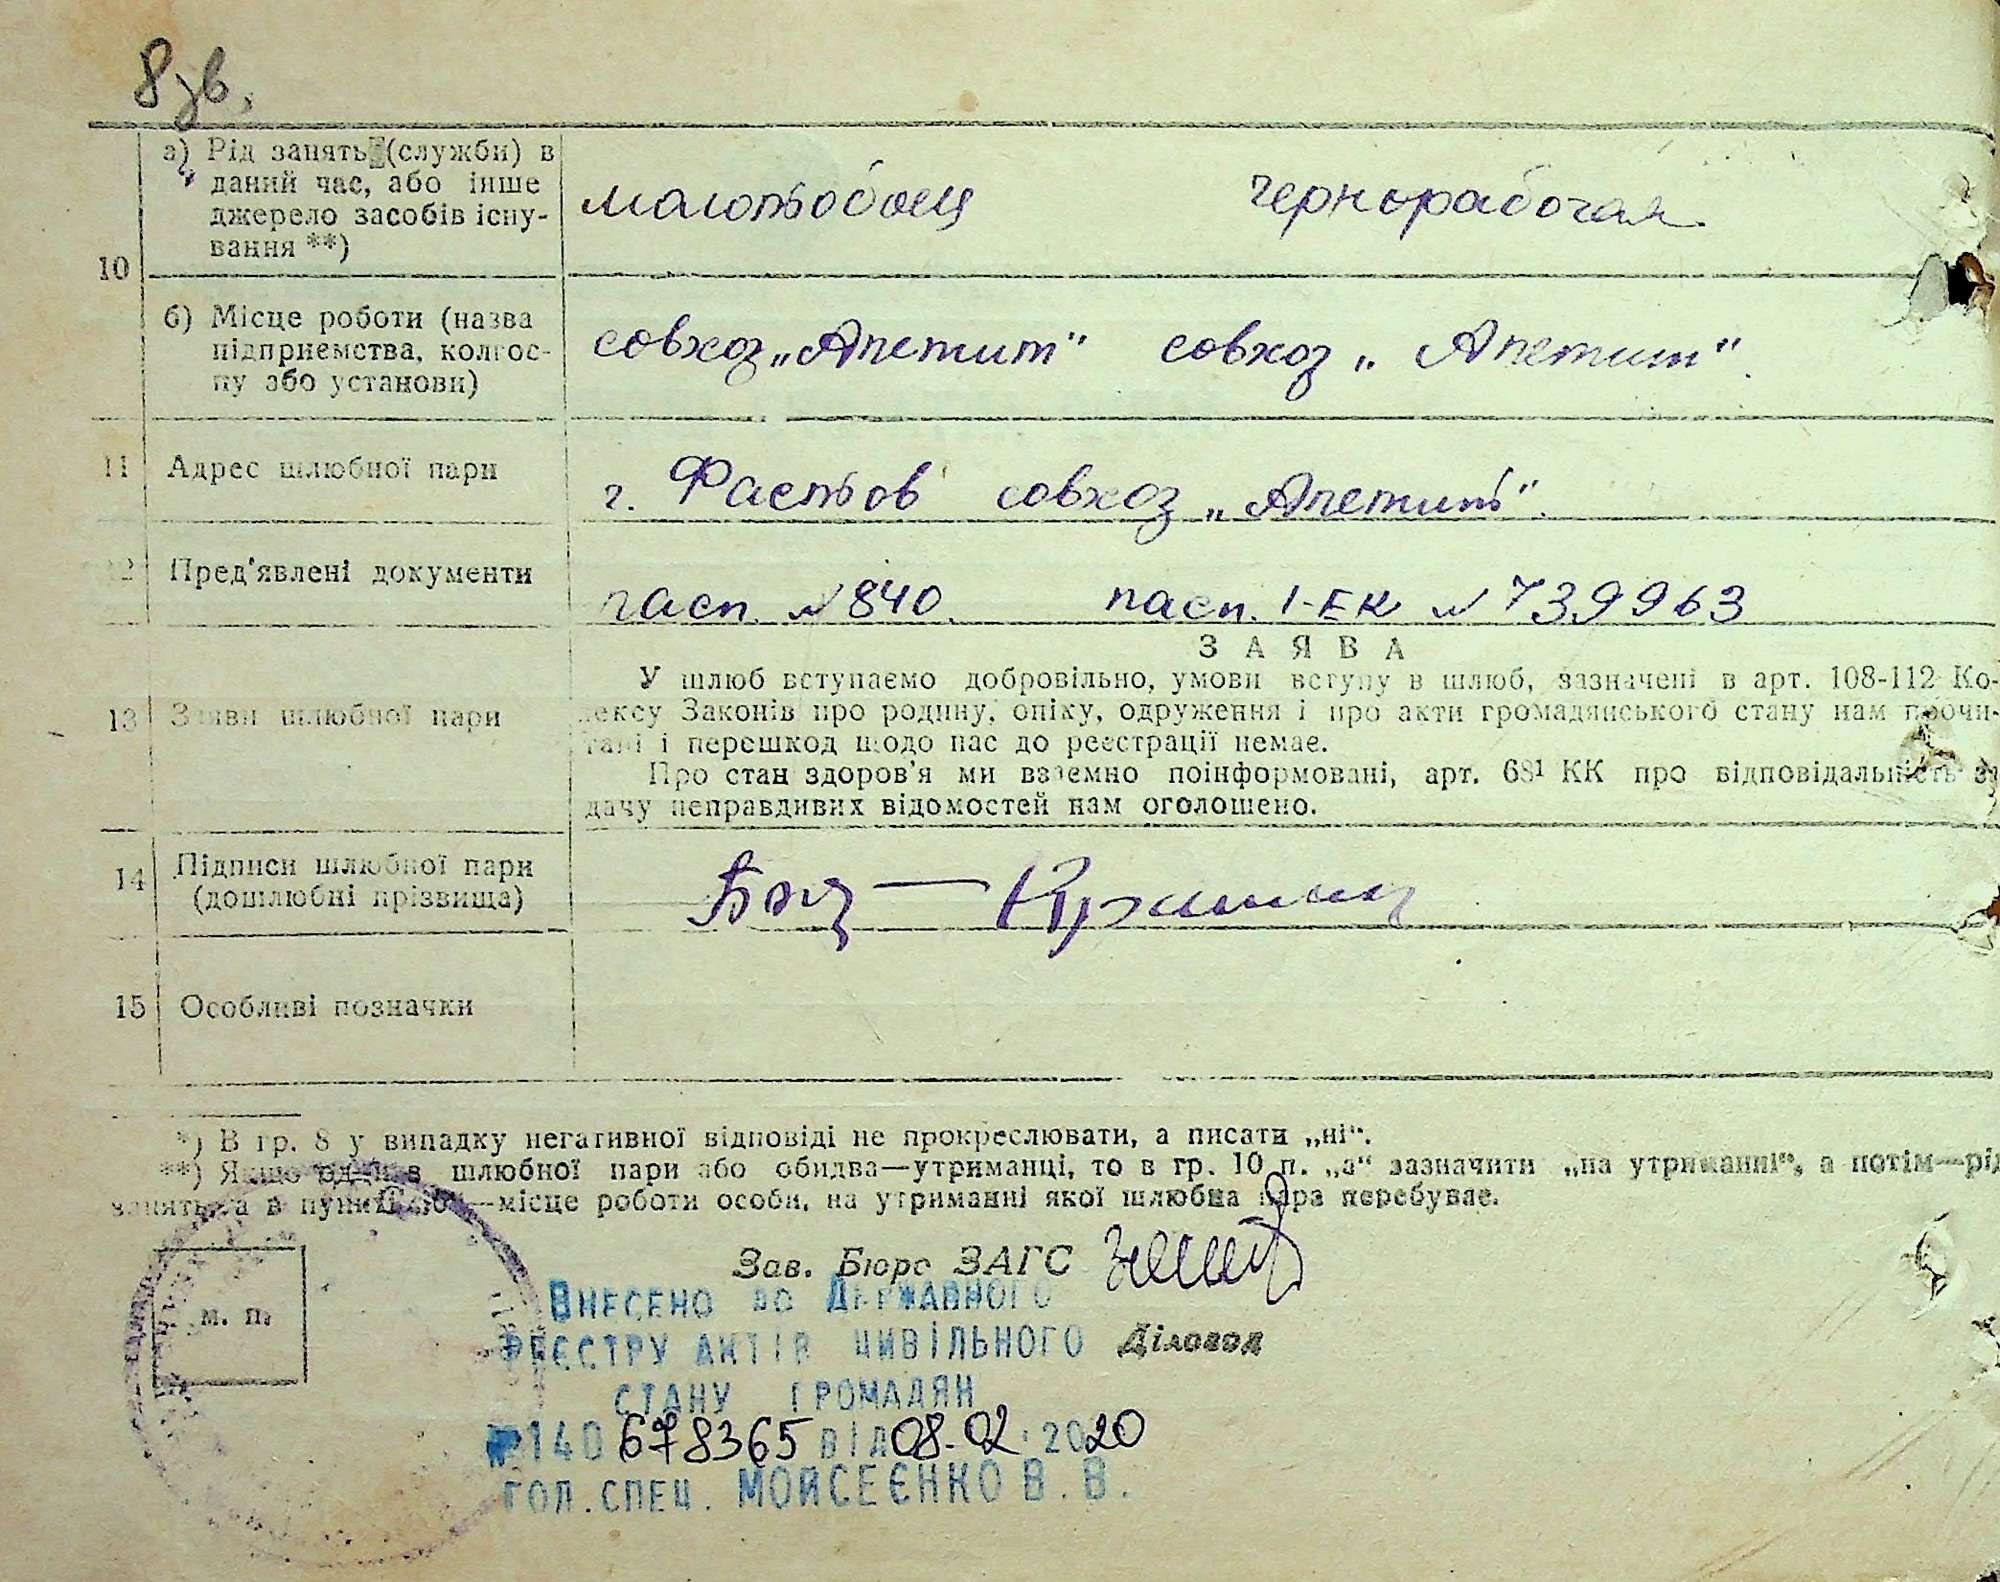 8 зв.
а) Рід занять (служби) в
даний час, або інше
джерело засобів існу-
вання **)
малотобоец чернорабочая.
10
б) Місце роботи (назва
підприємства, колгос-
пу або установи)
совхоз „Апетит" совхоз „Апетит".
11 Адрес шлюбної пари
г. Фастов совхоз „Апетит".
12 Пред'явлені документи
пасп. № 840. пасп. I-ЕК № 739963
ЗАЯВА
13 Заяви шлюбної пари
У шлюб вступаємо добровільно, умови вступу в шлюб, зазначені в арт. 108-112 Ко-
дексу Законів про родину, опіку, одруження і про акти громадянського стану нам прочи-
тані і перешкод щодо нас до реєстрації немає.
Про стан здоров'я ми взаємно поінформовані, арт. 68¹ КК про відповідальність за
дачу неправдивих відомостей нам оголошено.
14 Підписи шлюбної пари
(дошлюбні прізвища)
15 Особливі позначки
*) В гр. 8 у випадку негативної відповіді не прокреслювати, а писати „ні".
**) Якщо один з шлюбної пари або обидва—утриманці, то в гр. 10 п. „а" зазначити „на утриманні", а потім—рід
занять, а в пункті „б"—місце роботи особи, на утриманні якої шлюбна пара перебуває.
Зав. Бюро ЗАГС
м. п.
Внесено до Державного
реєстру актів цивільного
Діловод
стану громадян
№ 140 678365 від 08.02.2020
гол. спец. Мойсеєнко В. В.